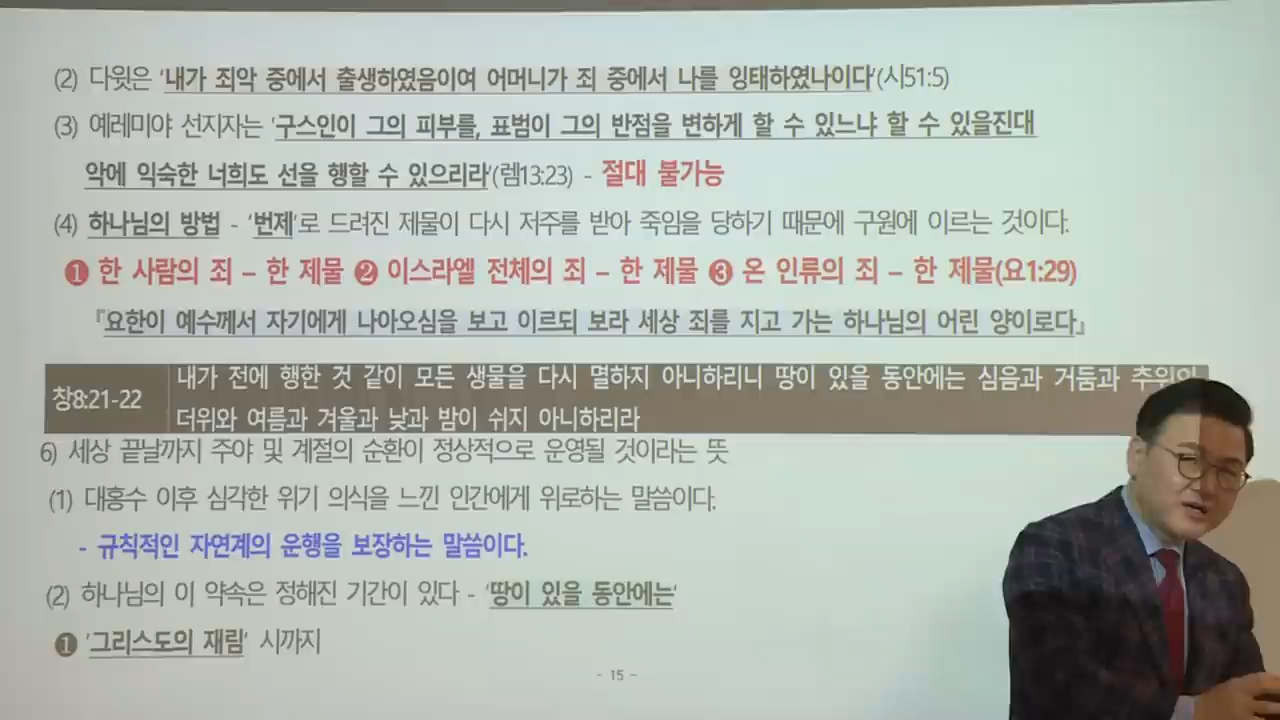 (2) 다윗은 '내가 죄악 중에서 출생하였음이여 어머니가 죄 중에서 나를 잉태하였나이다'(시51:5)
(3) 예레미야 선지자는 '구스인이 그의 피부를, 표범이 그의 반점을 변하게 할 수 있느냐 할 수 있을진대
악에 익숙한 너희도 선을 행할 수 있으리라'(렘13:23) - 절대 불가능
(4) 하나님의 방법 - '번제'로 드려진 제물이 다시 저주를 받아 죽임을 당하기 때문에 구원에 이르는 것이다.
❶ 한 사람의 죄 – 한 제물 ❷ 이스라엘 전체의 죄 – 한 제물 ❸ 온 인류의 죄 – 한 제물(요1:29)
『요한이 예수께서 자기에게 나아오심을 보고 이르되 보라 세상 죄를 지고 가는 하나님의 어린 양이로다』
창8:21-22
내가 전에 행한 것 같이 모든 생물을 다시 멸하지 아니하리니 땅이 있을 동안에는 심음과 거둠과 추위와
더위와 여름과 겨울과 낮과 밤이 쉬지 아니하리라
6) 세상 끝날까지 주야 및 계절의 순환이 정상적으로 운영될 것이라는 뜻
(1) 대홍수 이후 심각한 위기 의식을 느낀 인간에게 위로하는 말씀이다.
- 규칙적인 자연계의 운행을 보장하는 말씀이다.
(2) 하나님의 이 약속은 정해진 기간이 있다 - '땅이 있을 동안에는'
❶ '그리스도의 재림' 시까지
- 15 -